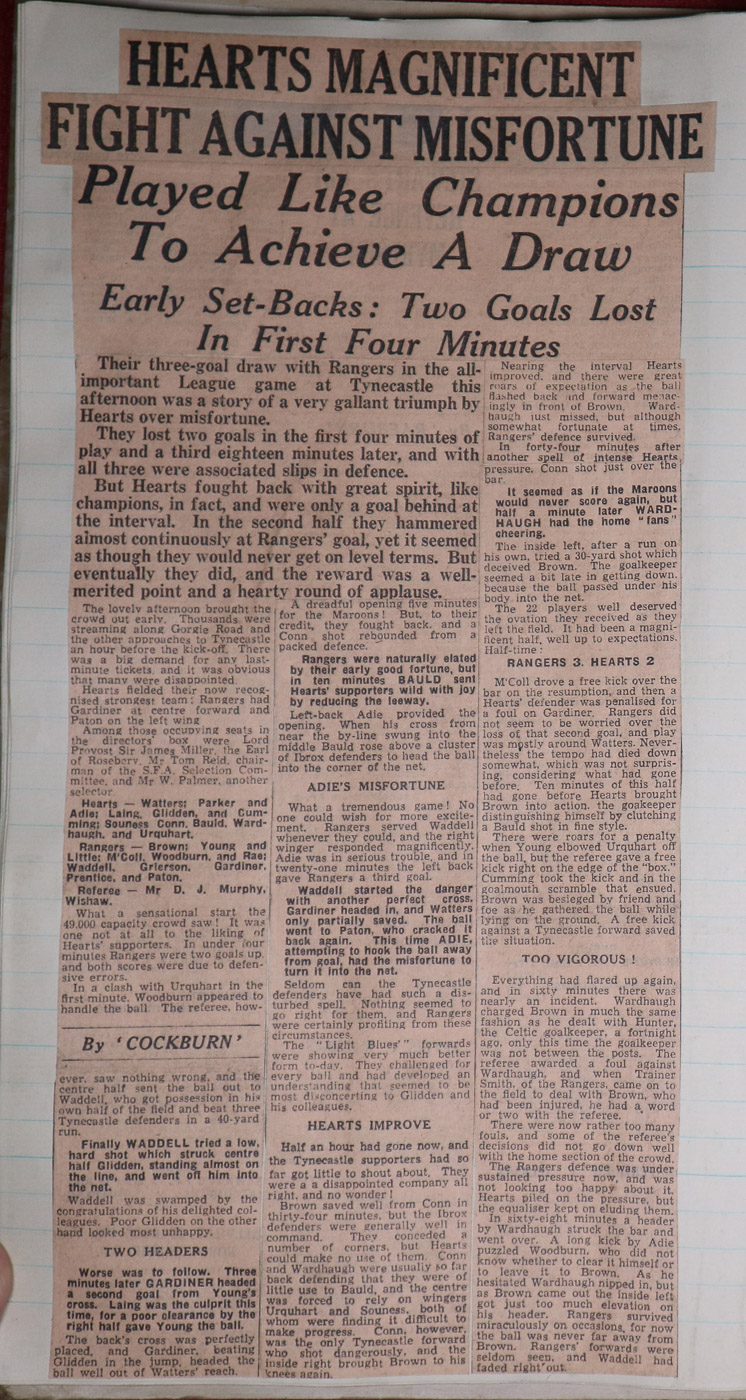 HEARTS MAGNIFICENT
FIGHT AGAINST MISFORTUNE
Played Like Champions
To Achieve A Draw
Early Set-Backs: Two Goals Lost
In First Four Minutes
Their three-goal draw with Rangers in the all-
important League game at Tynecastle this
afternoon was a story of a very gallant triumph by
Hearts over misfortune.
They lost two goals in the first four minutes of
play and a third eighteen minutes later, and with
all three were associated slips in defence.
But Hearts fought back with great spirit, like
champions, in fact, and were only a goal behind at
the interval. In the second half they hammered
almost continuously at Rangers' goal, yet it seemed
as though they would never get on level terms. But
eventually they did, and the reward was a well-
merited point and a hearty round of applause.
The lovely afternoon brought the
crowd out early. Thousands were
streaming along Gorgie Road and
the other approaches to Tynecastle
an hour before the kick-off. There
was a big demand for any last-
minute tickets, and it was obvious
that many were disappointed.
Hearts fielded their now recog-
nised strongest team; Rangers had
Gardiner at centre forward and
Paton on the left wing
Among those occupying seats in
the directors' box were Lord
Provost Sir James Miller, the Earl
of Rosebery, Mr Tom Reid, chair-
man of the S.F.A. Selection Com-
mittee, and Mr W. Palmer, another
selector.
Hearts — Watters; Parker and
Adie; Laing, Glidden, and Cum-
ming; Souness Conn, Bauld, Ward-
haugh, and Urquhart.
Rangers — Brown; Young and
Little; M'Coll, Woodburn, and Rae;
Waddell, Grierson, Gardiner,
Prentice, and Paton.
Referee — Mr D. J. Murphy,
Wishaw.
What a sensational start the
49,000 capacity crowd saw! It was
one not at all to the liking of
Hearts' supporters. In under four
minutes Rangers were two goals up,
and both scores were due to defen-
sive errors.
In a clash with Urquhart in the
first minute, Woodburn appeared to
handle the ball The referee, how-
By 'COCKBURN'
ever, saw nothing wrong, and the
centre half sent the ball out to
Waddell, who got possession in his
own half of the field and beat three
Tynecastle defenders in a 40-yard
run.
Finally WADDELL tried a low,
hard shot which struck centre
half Glidden, standing almost on
the line, and went off him into
the net.
Waddell was swamped by the
congratulations of his delighted col-
leagues. Poor Glidden on the other
hand looked most unhappy.
TWO HEADERS
Worse was to follow. Three
minutes later GARDINER headed
a second goal from Young's
cross. Laing was the culprit this
time, for a poor clearance by the
right half gave Young the ball.
The back's cross was perfectly
placed, and Gardiner, beating
Glidden in the jump, headed the
ball well out of Watters' reach.
A dreadful opening five minutes
for the Maroons! But, to their
credit, they fought back, and a
Conn shot rebounded from a
packed defence.
Rangers were naturally elated
by their early good fortune, but
in ten minutes BAULD sent
Hearts' supporters wild with joy
by reducing the leeway.
Left-back Adie provided the
opening. When his cross from
near the by-line swung into the
middle Bauld rose above a cluster
of Ibrox defenders to head the ball
into the corner of the net.
ADIE'S MISFORTUNE
What a tremendous game! No
one could wish for more excite-
ment. Rangers served Waddell
whenever they could, and the right
winger responded magnificently.
Adie was in serious trouble, and in
twenty-one minutes the left back
gave Rangers a third goal.
Waddell started the danger
with another perfect cross,
Gardiner headed in, and Watters
only partially saved. The ball
went to Paton, who cracked it
back again. This time ADIE,
attempting to hook the ball away
from goal, had the misfortune to
turn it into the net.
Seldom can the Tynecastle
defenders have had such a dis-
turbed spell. Nothing seemed to
go right for them, and Rangers
were certainly profiting from these
circumstances.
The "Light Blues'" forwards
were showing very much better
form to-day. They challenged for
every ball and had developed an
understanding that seemed to be
most disconcerting to Glidden and
his colleagues.
HEARTS IMPROVE
Half an hour had gone now, and
the Tynecastle supporters had so
far got little to shout about. They
were a a disappointed company all
right, and no wonder!
Brown saved well from Conn in
thirty-four minutes, but the Ibrox
defenders were generally well in
command. They conceded a
number of corners, but Hearts
could make no use of them. Conn
and Wardhaugh were usually so far
back defending that they were of
little use to Bauld, and the centre
was forced to rely on wingers
Urquhart and Souness, both of
whom were finding it difficult to
make progress. Conn, however,
was the only Tynecastle forward
who shot dangerously, and the
inside right brought Brown to his
knees again.
Nearing the interval Hearts
improved, and there were great
roars of expectation as the ball
flashed back and forward menac-
ingly in front of Brown. Ward-
haugh just missed, but although
somewhat fortunate at times,
Rangers' defence survived.
In forty-four minutes after
another spell of intense Hearts
pressure, Conn shot just over the
bar.
It seemed as if the Maroons
would never score again, but
half a minute later WARD-
HAUGH had the home "fans"
cheering.
The inside left, after a run on
his own, tried a 30-yard shot which
deceived Brown. The goalkeeper
seemed a bit late in getting down,
because the ball passed under his
body into the net.
The 22 players well deserved
the ovation they received as they
left the field. It had been a magni-
ficent half, well up to expectations.
Half-time:
RANGERS 3. HEARTS 2
M'Coll drove a free kick over the
bar on the resumption, and then a
Hearts' defender was penalised for
a foul on Gardiner. Rangers did
not seem to be worried over the
loss of that second goal, and play
was mostly around Watters. Never-
theless the tempo had died down
somewhat, which was not surpris-
ing, considering what had gone
before. Ten minutes of this half
had gone before Hearts brought
Brown into action, the goakeeper
distinguishing himself by clutching
a Bauld shot in fine style.
There were roars for a penalty
when Young elbowed Urquhart off
the ball, but the referee gave a free
kick right on the edge of the "box."
Cumming took the kick and in the
goalmouth scramble that ensued,
Brown was besieged by friend and
foe as he gathered the ball while
lying on the ground. A free kick
against a Tynecastle forward saved
the situation.
TOO VIGOROUS!
Everything had flared up again,
and in sixty minutes there was
nearly an incident. Wardhaugh
charged Brown in much the same
fashion as he dealt with Hunter,
the Celtic goalkeeper, a fortnight
ago, only this time the goalkeeper
was not between the posts. The
referee awarded a foul against
Wardhaugh, and when Trainer
Smith, of the Rangers, came on to
the field to deal with Brown, who
had been injured, he had a word
or two with the referee.
There were now rather too many
fouls, and some of the referee's
decisions did not go down well
with the home section of the crowd.
The Rangers defence was under
sustained pressure now, and was
not looking too happy about it.
Hearts piled on the pressure, but
the equaliser kept on eluding them.
In sixty-eight minutes a header
by Wardhaugh struck the bar and
went over. A long kick by Adie
puzzled Woodburn, who did not
know whether to clear it himself or
to leave it to Brown. As he
hesitated Wardhaugh nipped in, but
as Brown came out the inside left
got just too much elevation on
his header. Rangers survived
miraculously on occasions, for now
the ball was never far away from
Brown. Rangers' forwards were
seldom seen, and Waddell had
faded right out.